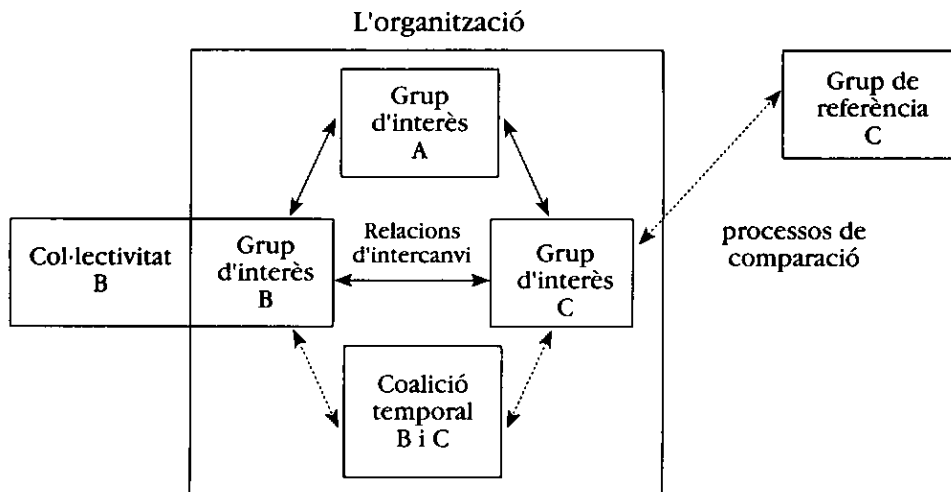 L'organització
Grup
d'interès
A
Grup de
referència
C
Col·lectivitat
B
Grup
d'interès
B
Relacions
d'intercanvi
Grup
d'interès
C
processos de
comparació
Coalició
temporal
B i C